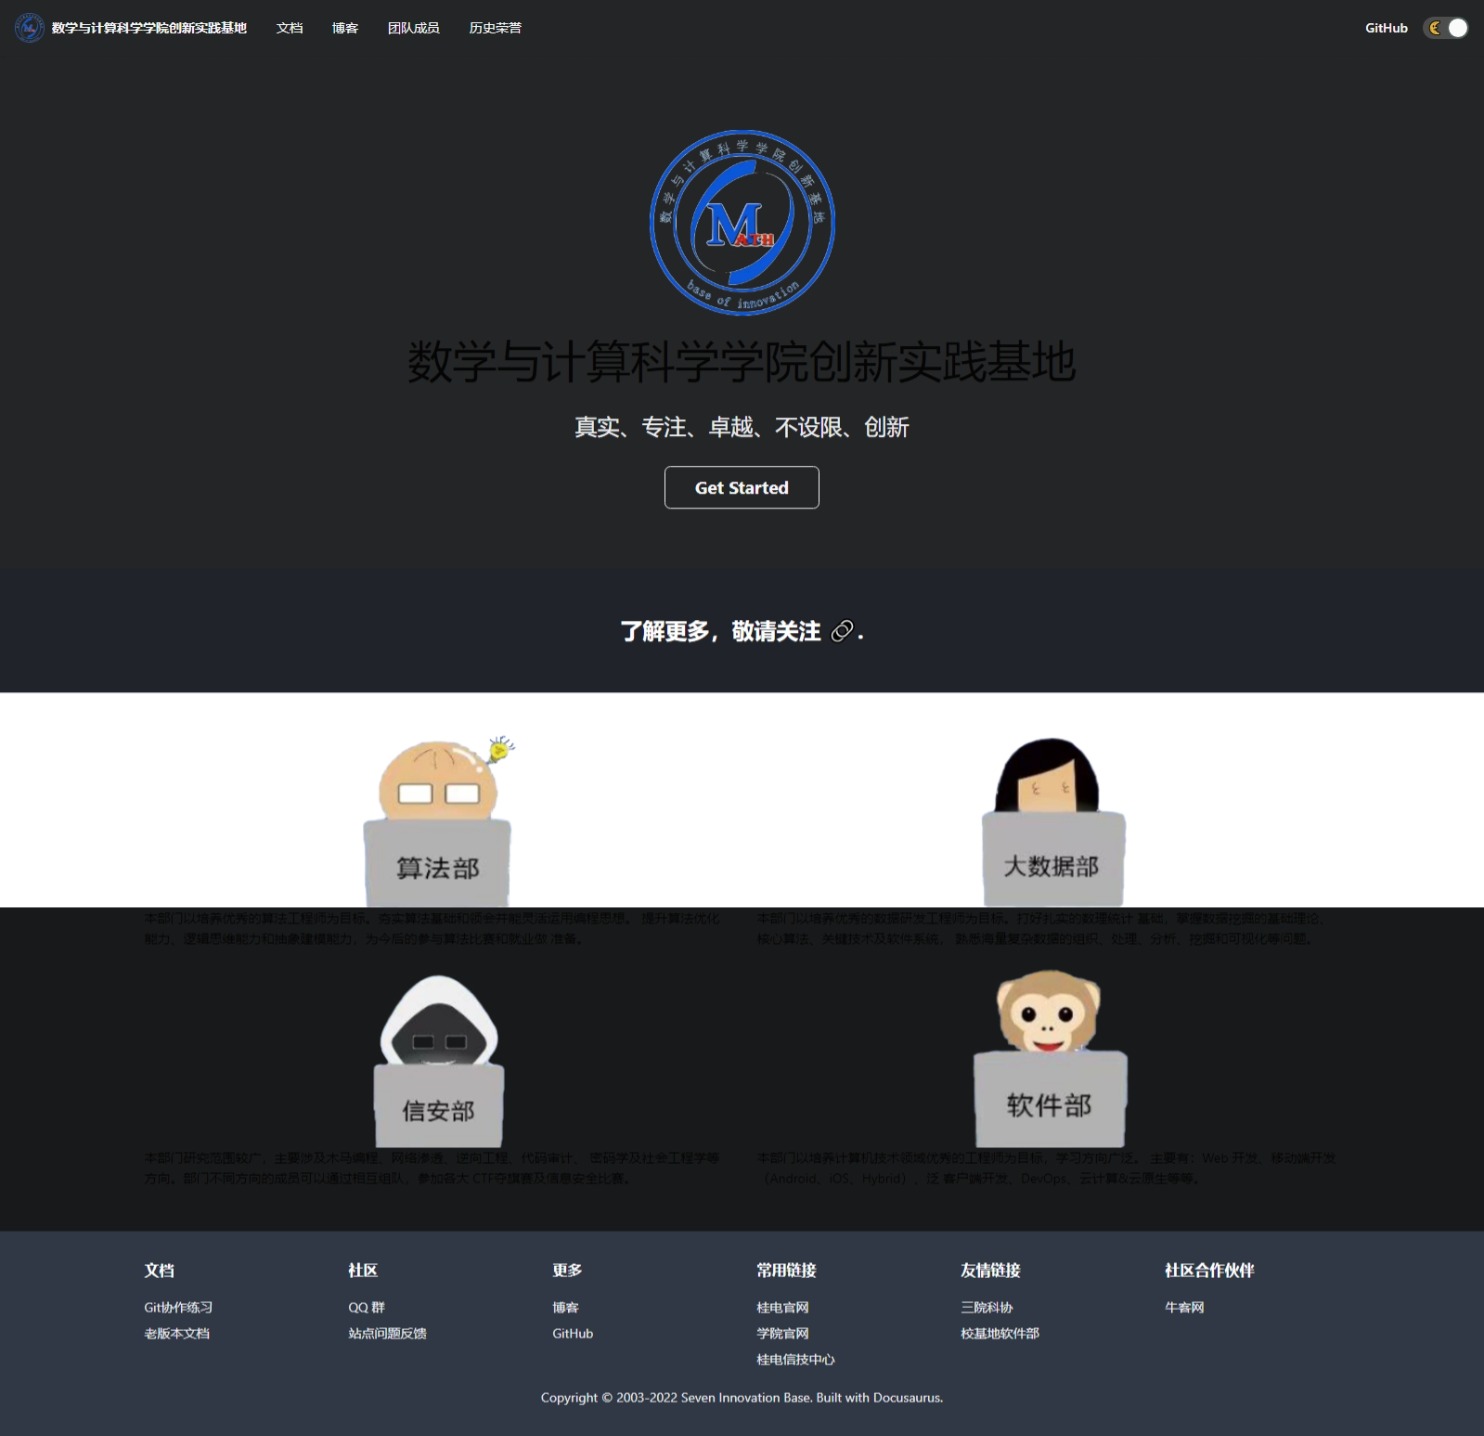 数学与计算科学学院创新实践基地 文档 博客 团队成员 历史荣誉 GitHub
数学与计算科学学院创新基地
M
ATH
base of innovation
数学与计算科学学院创新实践基地
真实、专注、卓越、不设限、创新
Get Started
了解更多，敬请关注 🔗.
算法部
大数据部
本部门以培养优秀的算法工程师为目标。夯实算法基础和领会并能灵活运用编程思想。 提升算法优化
能力、逻辑思维能力和抽象建模能力，为今后的参与算法比赛和就业做 准备。
本部门以培养优秀的数据研发工程师为目标。打好扎实的数理统计 基础，掌握数据挖掘的基础理论、
核心算法、关键技术及软件系统， 熟悉海量复杂数据的组织、处理、分析、挖掘和可视化等问题。
信安部
软件部
本部门研究范围较广，主要涉及木马编程、网络渗透、逆向工程、代码审计、 密码学及社会工程学等
方向。部门不同方向的成员可以通过相互组队，参加各大 CTF夺旗赛及信息安全比赛。
本部门以培养计算机技术领域优秀的工程师为目标，学习方向广泛。 主要有：Web 开发、移动端开发
（Android、iOS、Hybrid）、泛 客户端开发、DevOps、云计算&云原生等等。
文档
Git协作练习
老版本文档
社区
QQ 群
站点问题反馈
更多
博客
GitHub
常用链接
桂电官网
学院官网
桂电信技中心
友情链接
三院科协
校基地软件部
社区合作伙伴
牛客网
Copyright © 2003-2022 Seven Innovation Base. Built with Docusaurus.